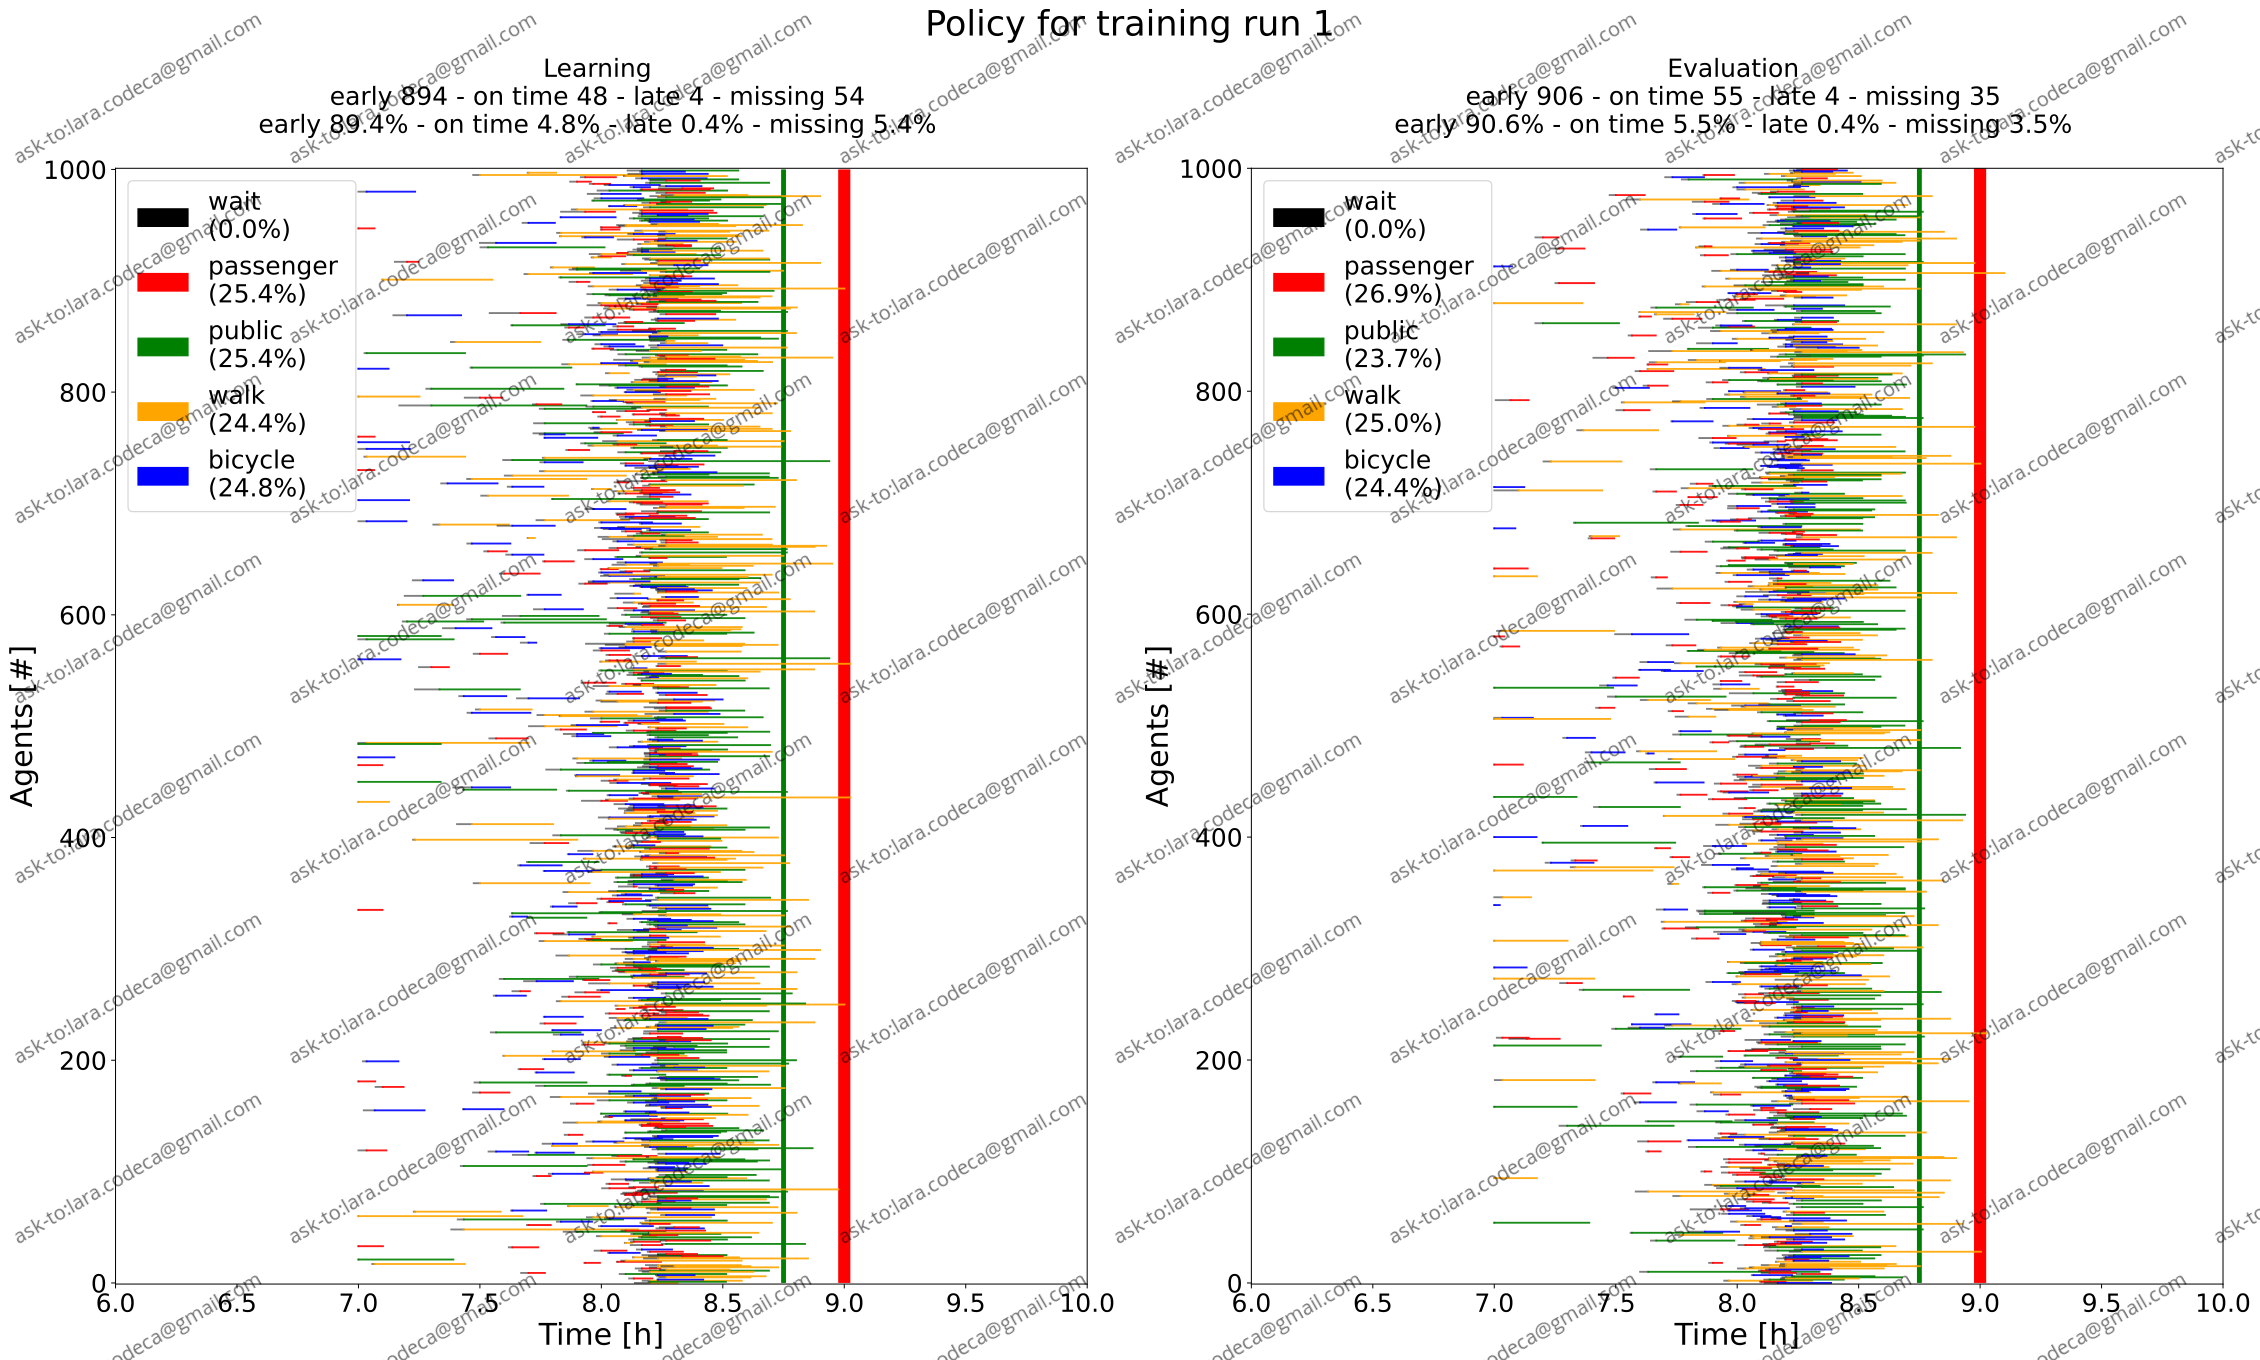 Policy for training run 1
Learning
early 894 - on time 48 - late 4 - missing 54
early 89.4% - on time 4.8% - late 0.4% - missing 5.4%
1000
800
600
400
200
0
Agents [#]
wait
(0.0%)
passenger
(25.4%)
public
(25.4%)
walk
(24.4%)
bicycle
(24.8%)
6.0 6.5 7.0 7.5 8.0 8.5 9.0 9.5 10.0
Time [h]
Evaluation
early 906 - on time 55 - late 4 - missing 35
early 90.6% - on time 5.5% - late 0.4% - missing 3.5%
1000
800
600
400
200
0
Agents [#]
wait
(0.0%)
passenger
(26.9%)
public
(23.7%)
walk
(25.0%)
bicycle
(24.4%)
6.0 6.5 7.0 7.5 8.0 8.5 9.0 9.5 10.0
Time [h]
ask-to:lara.codeca@gmail.com